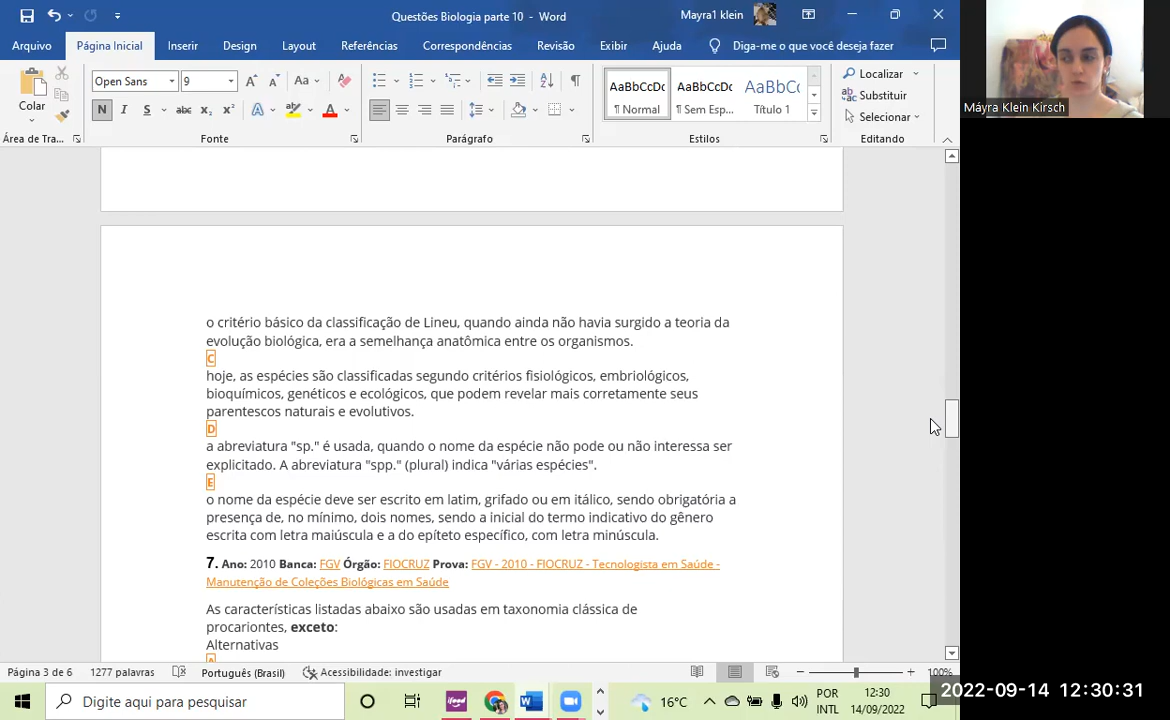 Questões Biologia parte 10 - Word
Mayra1 klein
Arquivo
Página Inicial
Inserir
Design
Layout
Referências
Correspondências
Revisão
Exibir
Ajuda
Diga-me o que você deseja fazer
Colar
Open Sans
9
Aa
N I S abc x₂ x² A A
AaBbCcDc
AaBbCcDc
AaBbCc
¶ Normal
¶ Sem Esp...
Título 1
Localizar
Substituir
Selecionar
Área de Tra...
Fonte
Parágrafo
Estilos
Editando
Máyra Klein Kirsch
o critério básico da classificação de Lineu, quando ainda não havia surgido a teoria da
evolução biológica, era a semelhança anatômica entre os organismos.
C
hoje, as espécies são classificadas segundo critérios fisiológicos, embriológicos,
bioquímicos, genéticos e ecológicos, que podem revelar mais corretamente seus
parentescos naturais e evolutivos.
D
a abreviatura "sp." é usada, quando o nome da espécie não pode ou não interessa ser
explicitado. A abreviatura "spp." (plural) indica "várias espécies".
E
o nome da espécie deve ser escrito em latim, grifado ou em itálico, sendo obrigatória a
presença de, no mínimo, dois nomes, sendo a inicial do termo indicativo do gênero
escrita com letra maiúscula e a do epíteto específico, com letra minúscula.
7. Ano: 2010 Banca: FGV Órgão: FIOCRUZ Prova: FGV - 2010 - FIOCRUZ - Tecnologista em Saúde -
Manutenção de Coleções Biológicas em Saúde
As características listadas abaixo são usadas em taxonomia clássica de
procariontes, exceto:
Alternativas
A
Página 3 de 6
1277 palavras
Português (Brasil)
Acessibilidade: investigar
100%
Digite aqui para pesquisar
ifood
16°C
POR
INTL
12:30
14/09/2022
2022-09-14 12:30:31